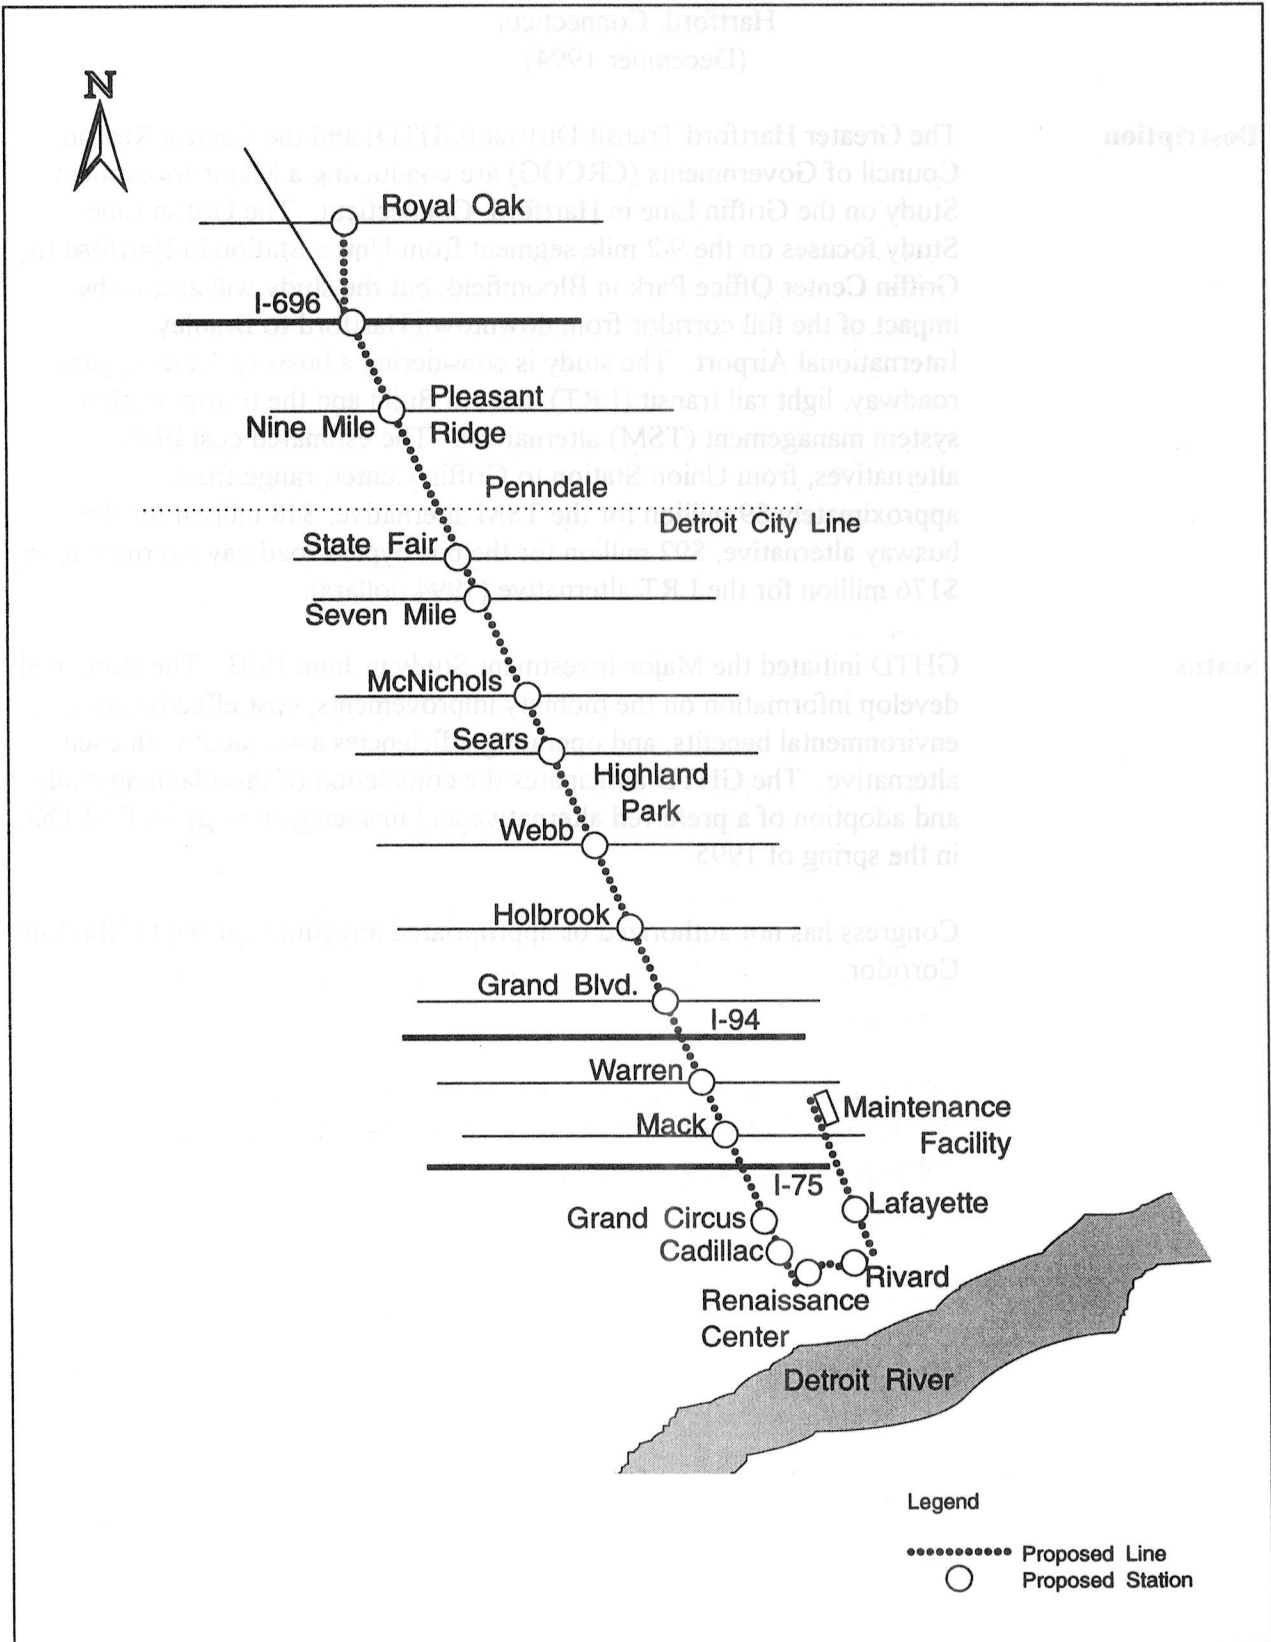 N
Royal Oak
I-696
Pleasant
Ridge
Nine Mile
Penndale
Detroit City Line
State Fair
Seven Mile
McNichols
Sears
Highland
Park
Webb
Holbrook
Grand Blvd.
I-94
Warren
Maintenance
Facility
Mack
I-75
Lafayette
Grand Circus
Cadillac
Rivard
Renaissance
Center
Detroit River
Legend
Proposed Line
Proposed Station